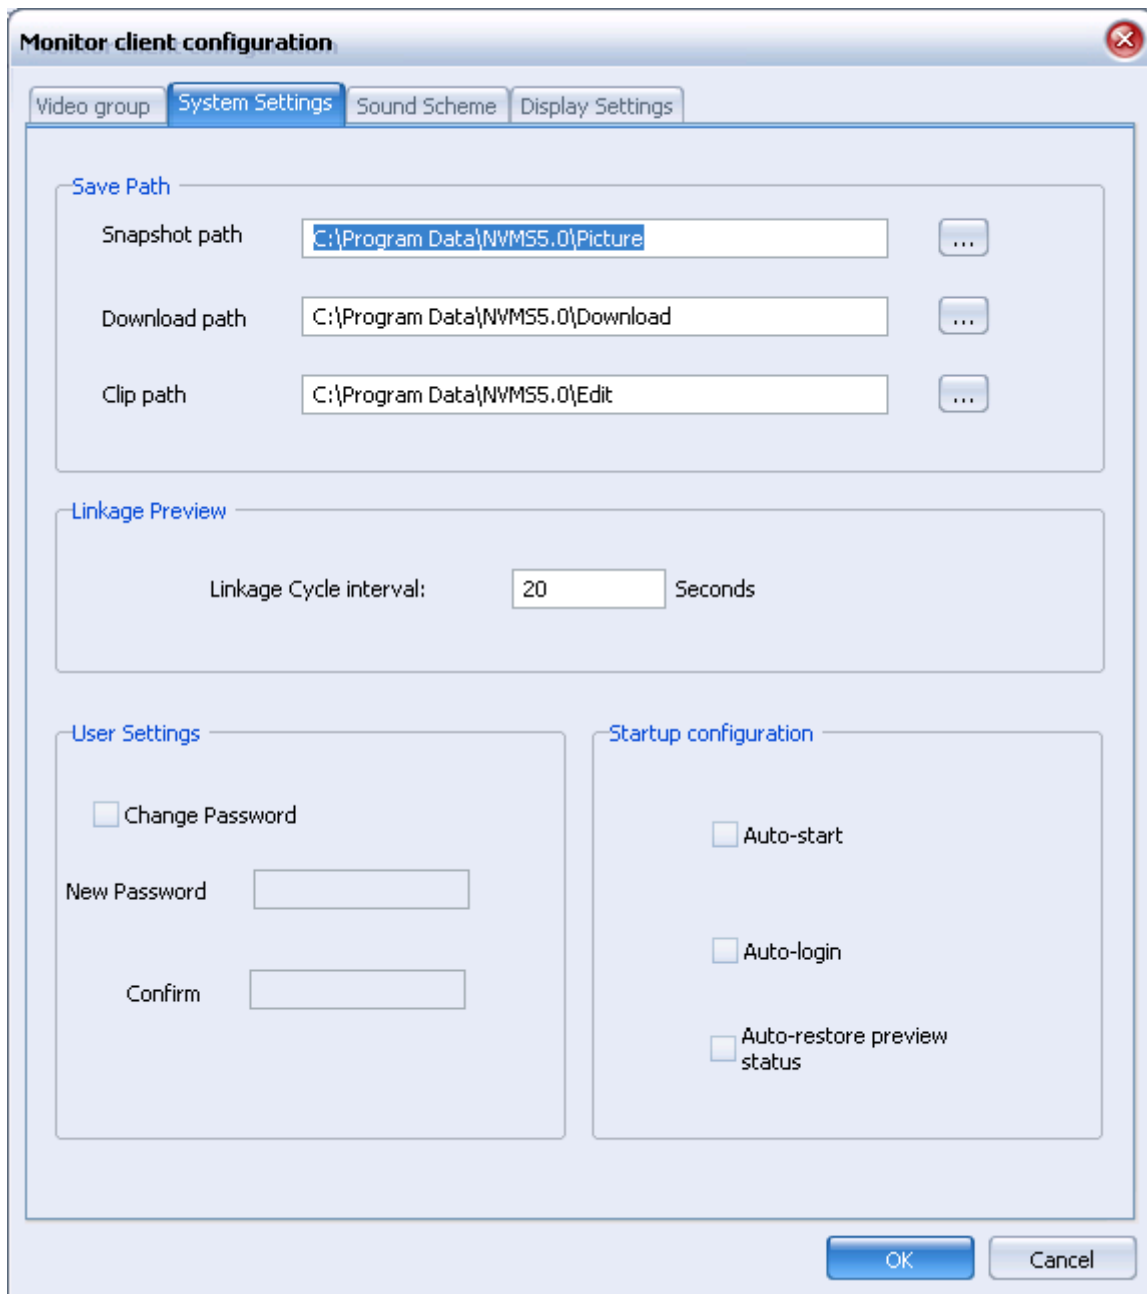 Monitor client configuration
Video group System Settings Sound Scheme Display Settings
Save Path
Snapshot path C:\Program Data\NVMS5.0\Picture ...
Download path C:\Program Data\NVMS5.0\Download ...
Clip path C:\Program Data\NVMS5.0\Edit ...
Linkage Preview
Linkage Cycle interval: 20 Seconds
User Settings
Change Password
New Password
Confirm
Startup configuration
Auto-start
Auto-login
Auto-restore preview
status
OK Cancel